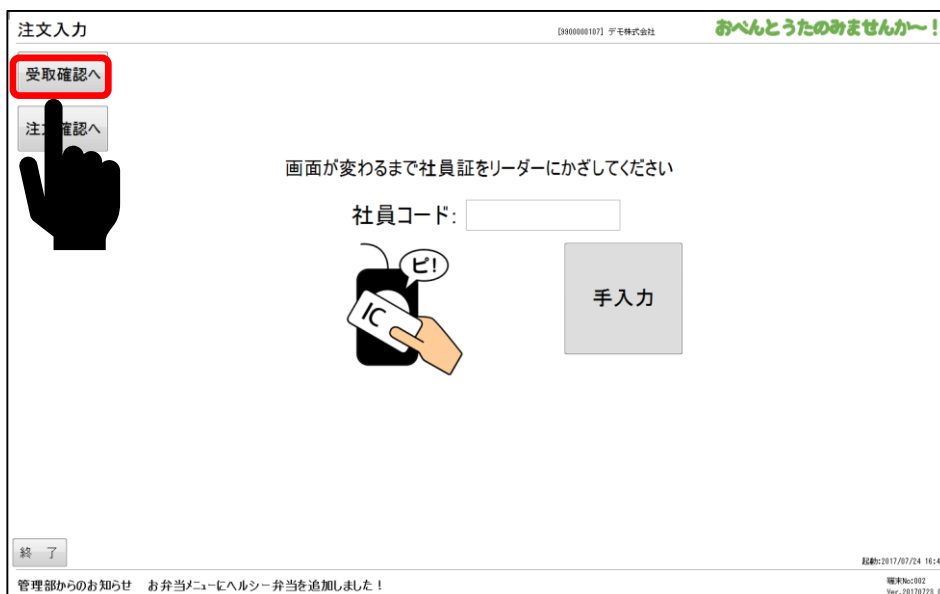 注文入力
[9900000107] デモ株式会社
おべんとうたのみませんか～！
受取確認へ
注文確認へ
画面が変わるまで社員証をリーダーにかざしてください
社員コード:
ピ!
IC
手入力
終 了
起動:2017/07/24 16:4
管理部からのお知らせ お弁当メニューにヘルシー弁当を追加しました！
端末No:002
Ver.20170723